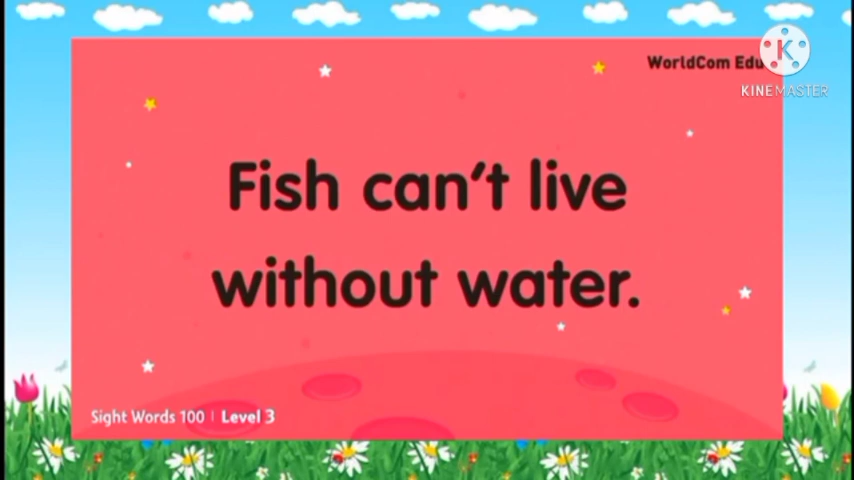 WorldCom Edu
KINEMASTER
Fish can't live
without water.
Sight Words 100 | Level 3